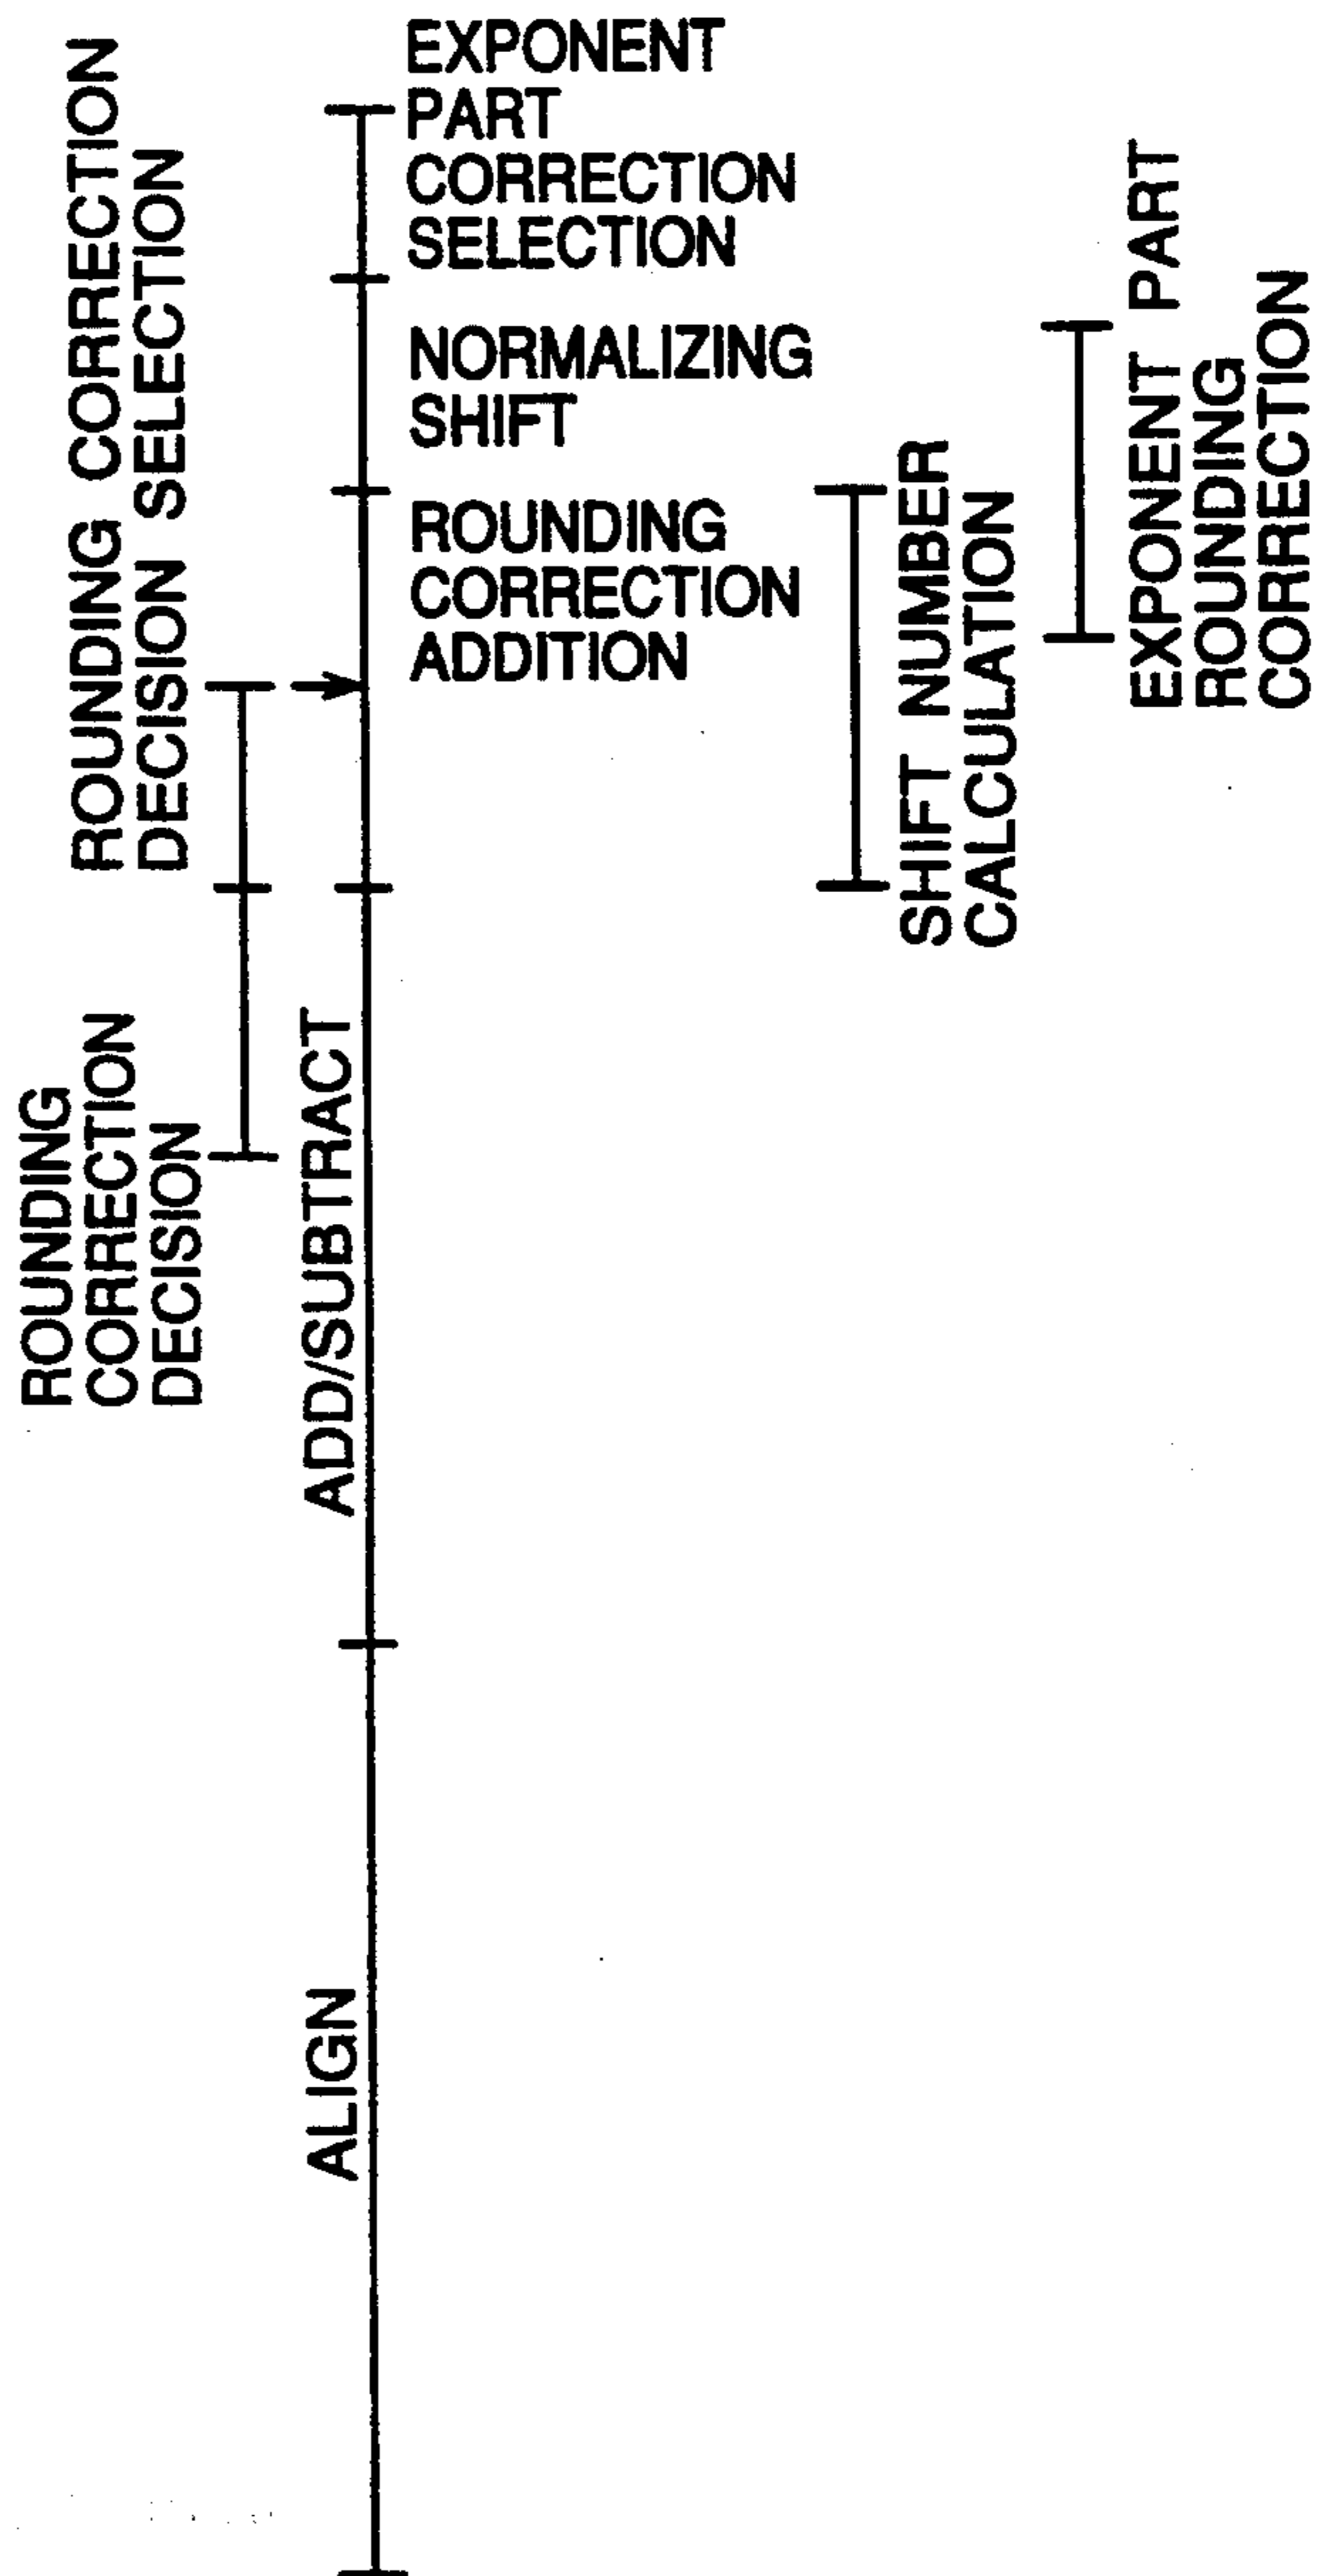 ROUNDING
CORRECTION
DECISION
ROUNDING CORRECTION
DECISION SELECTION
ALIGN
ADD/SUBTRACT
EXPONENT
PART
CORRECTION
SELECTION
NORMALIZING
SHIFT
ROUNDING
CORRECTION
ADDITION
SHIFT NUMBER
CALCULATION
EXPONENT PART
ROUNDING
CORRECTION